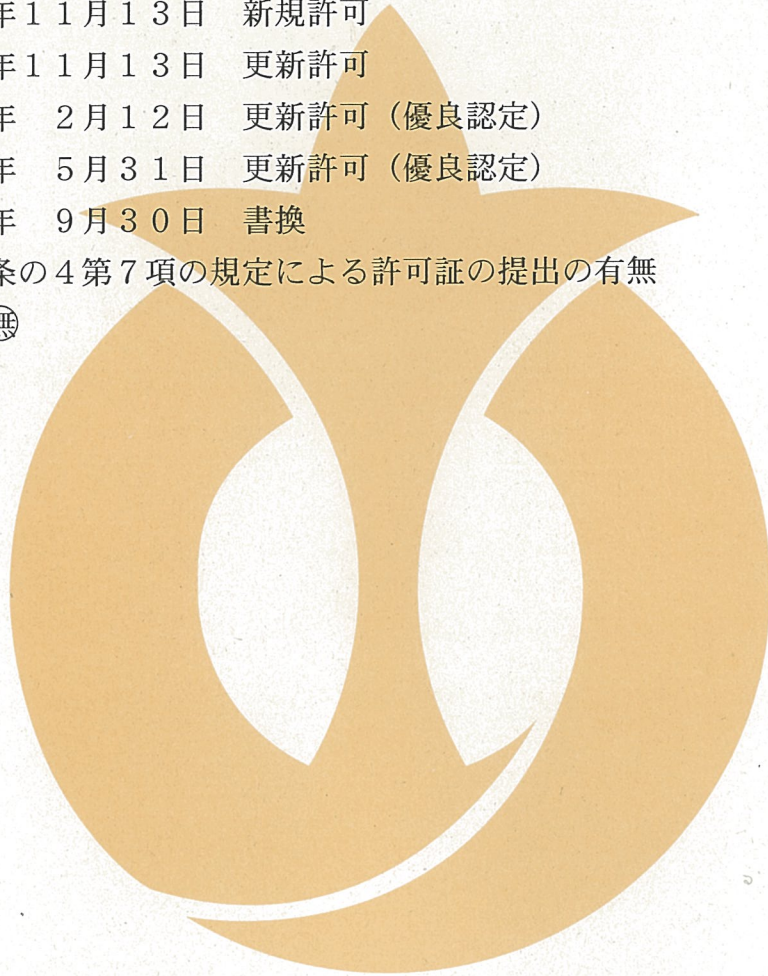 年１１月１３日　新規許可
年１１月１３日　更新許可
年　２月１２日　更新許可（優良認定）
年　５月３１日　更新許可（優良認定）
年　９月３０日　書換
条の４第７項の規定による許可証の提出の有無
㊇無